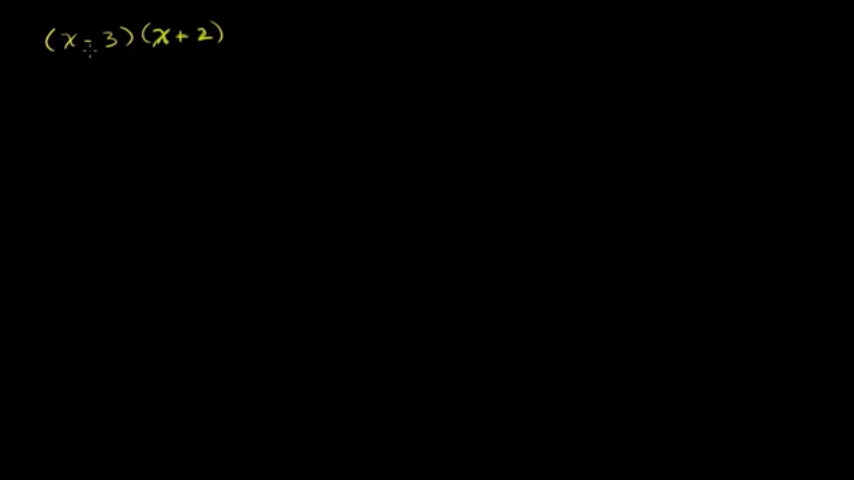 (x - 3)(x + 2)